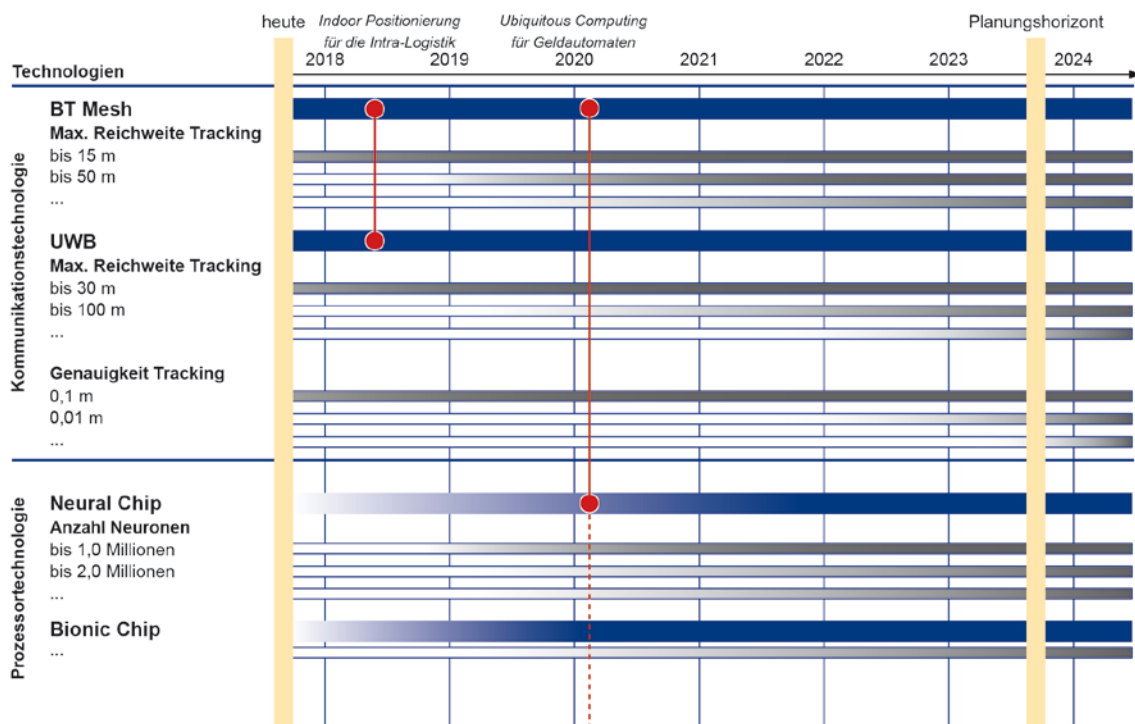 heute
Indoor Positionierung
für die Intra-Logistik
Ubiquitous Computing
für Geldautomaten
Planungshorizont
Technologien
2018
2019
2020
2021
2022
2023
2024
Kommunikationstechnologie
BT Mesh
Max. Reichweite Tracking
bis 15 m
bis 50 m
...
UWB
Max. Reichweite Tracking
bis 30 m
bis 100 m
...
Genauigkeit Tracking
0,1 m
0,01 m
...
Prozessortechnologie
Neural Chip
Anzahl Neuronen
bis 1,0 Millionen
bis 2,0 Millionen
...
Bionic Chip
...